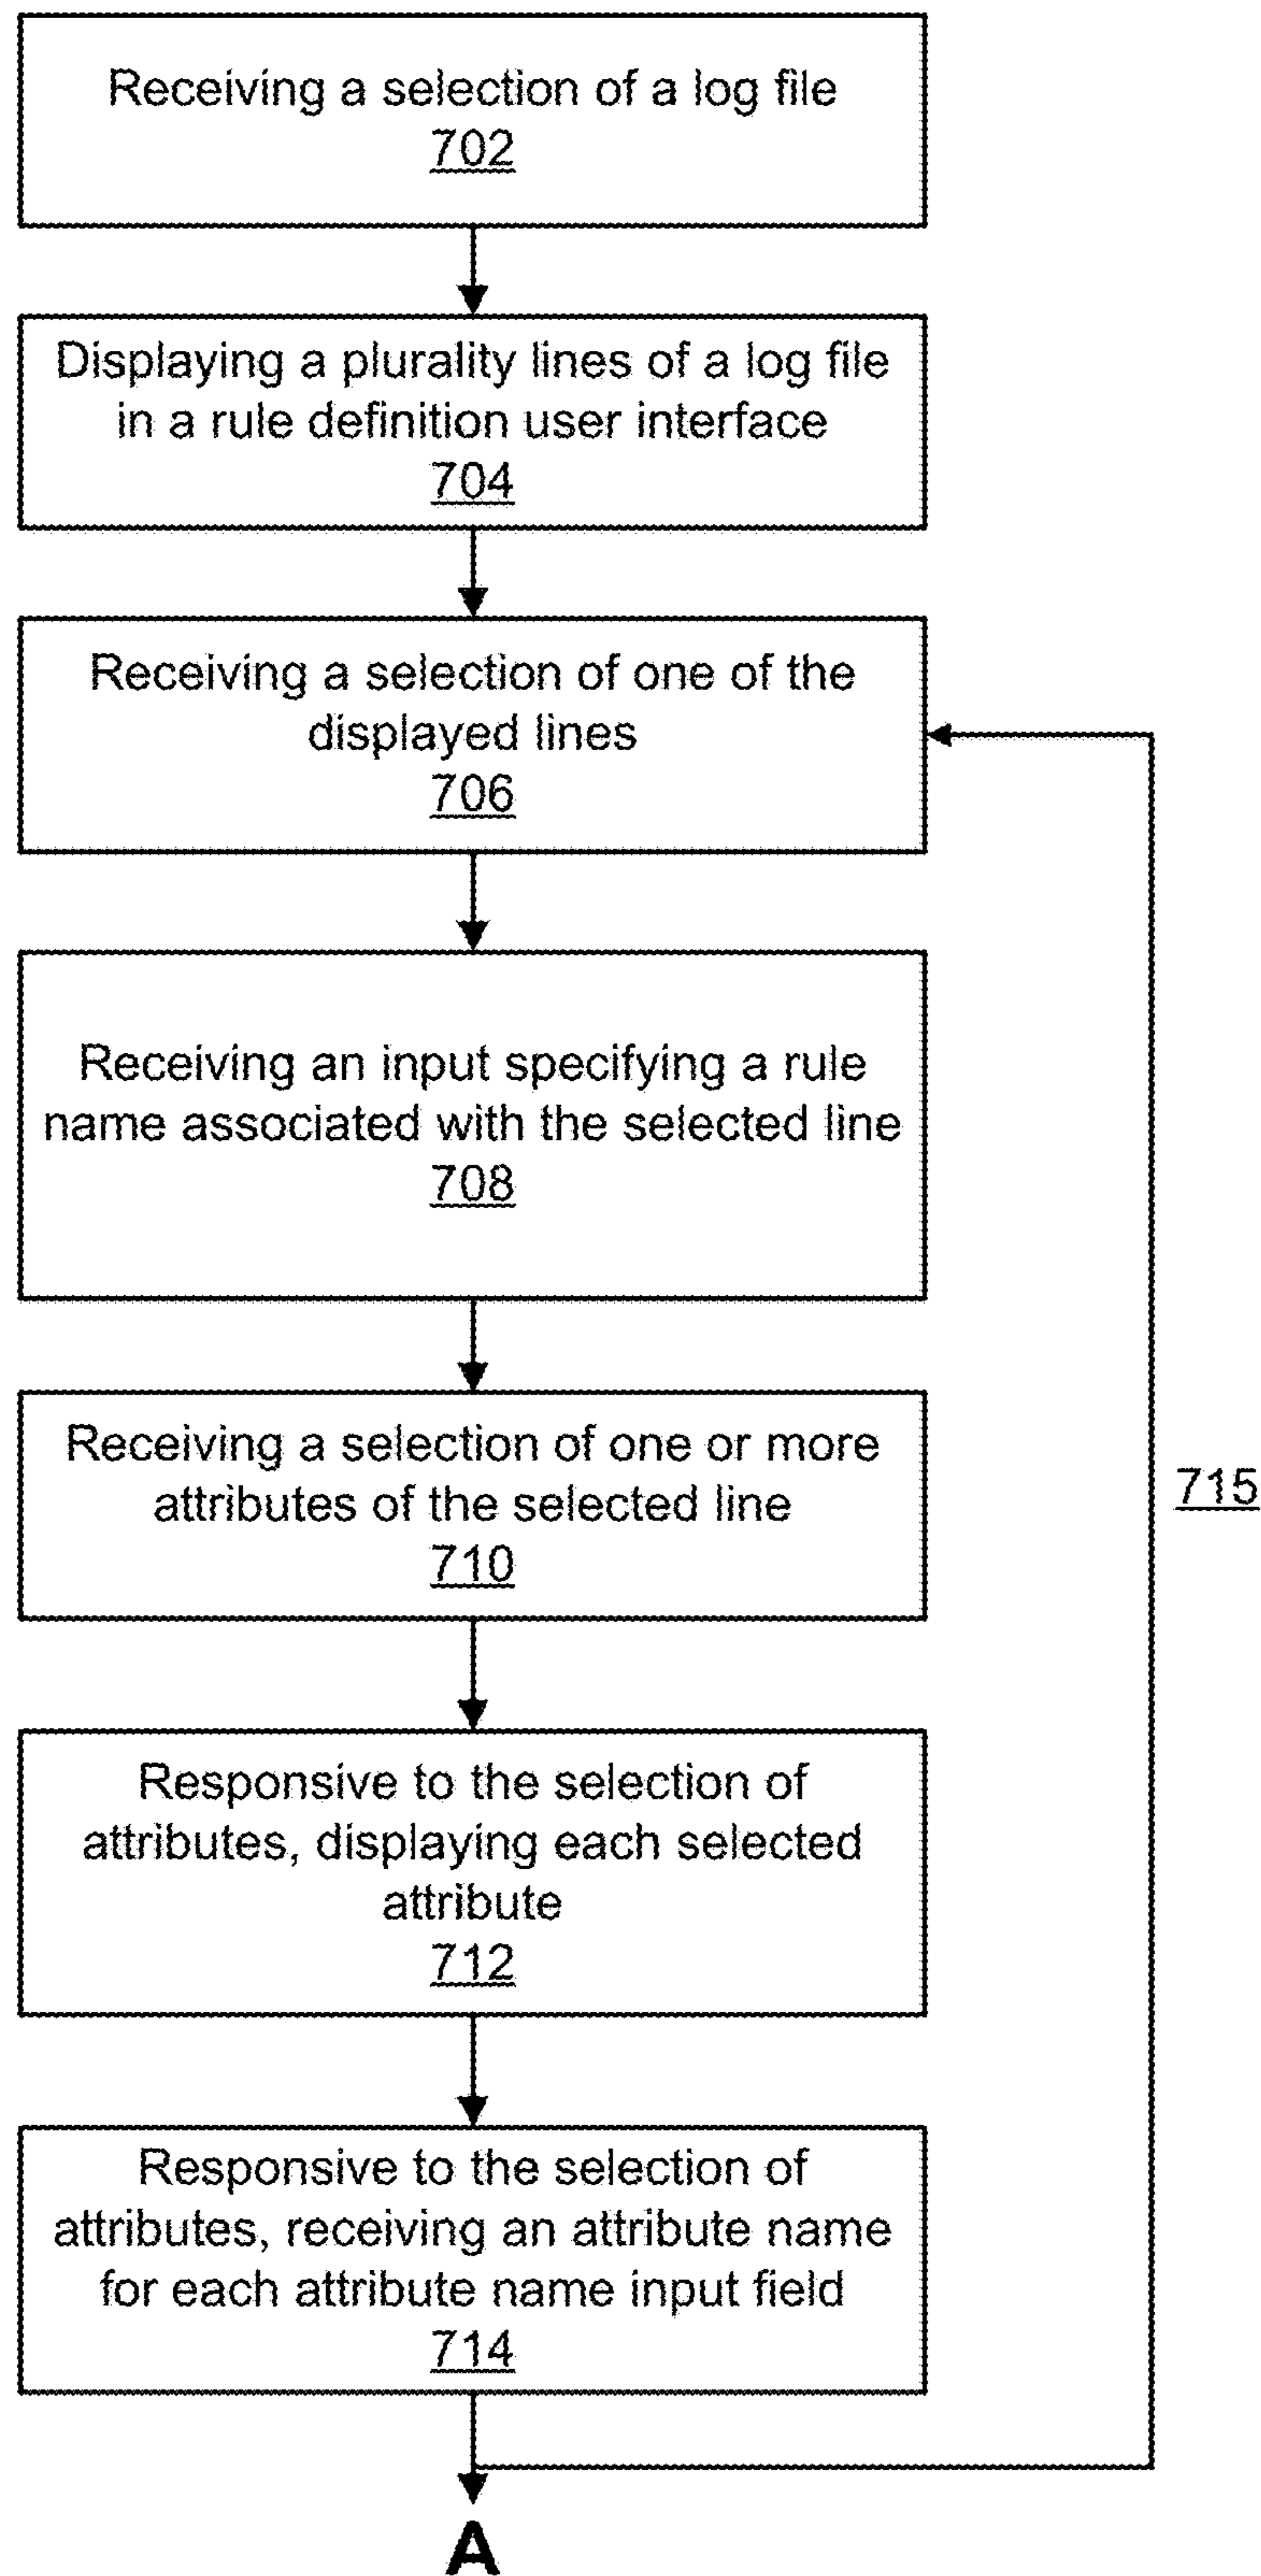 Receiving a selection of a log file
702
Displaying a plurality lines of a log file
in a rule definition user interface
704
Receiving a selection of one of the
displayed lines
706
Receiving an input specifying a rule
name associated with the selected line
708
Receiving a selection of one or more
attributes of the selected line
710
715
Responsive to the selection of
attributes, displaying each selected
attribute
712
Responsive to the selection of
attributes, receiving an attribute name
for each attribute name input field
714
A